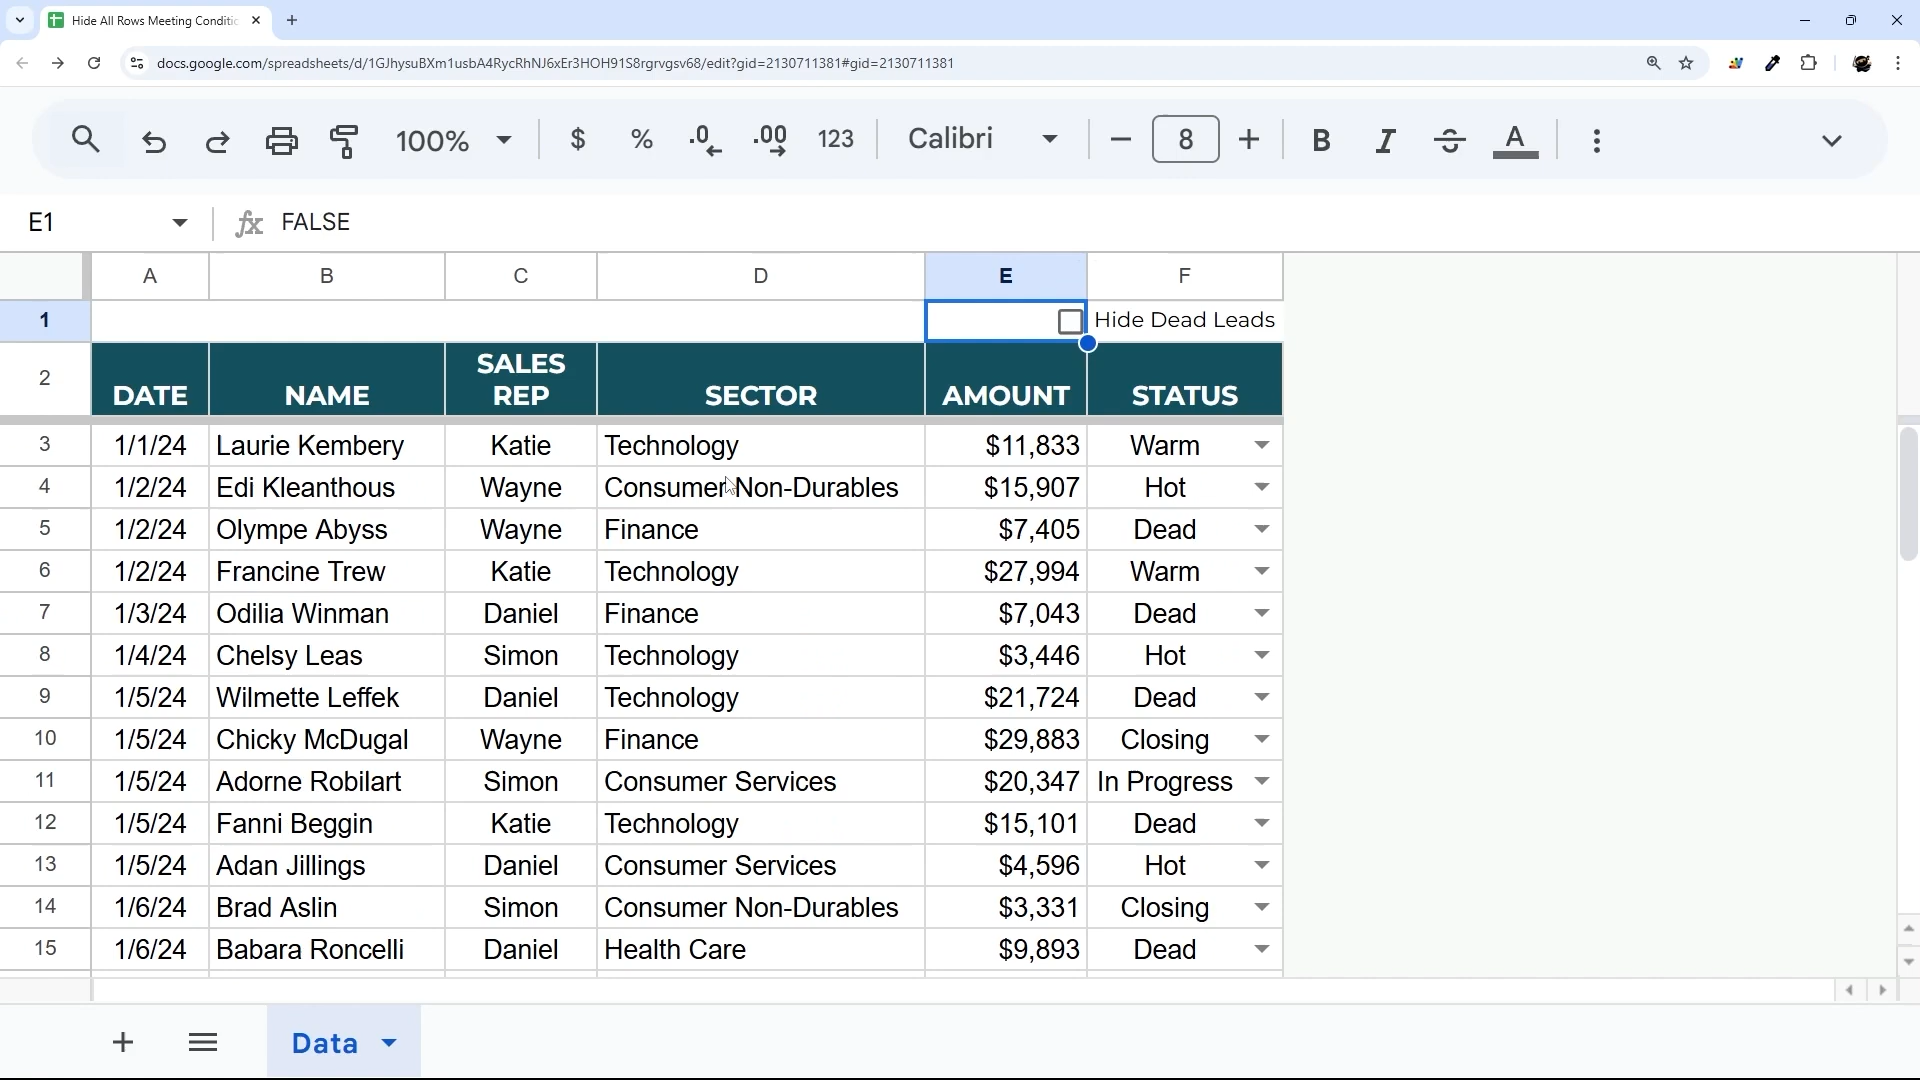 Hide All Rows Meeting Conditic
docs.google.com/spreadsheets/d/1GJhysuBXm1usbA4RycRhNJ6xEr3HOH91S8rgrvgsv68/edit?gid=2130711381#gid=2130711381
100% $ % .0 .00 123 Calibri 8 B I S A
E1 fx FALSE
A B C D E F
1 Hide Dead Leads
2 DATE NAME SALES REP SECTOR AMOUNT STATUS
3 1/1/24 Laurie Kembery Katie Technology $11,833 Warm
4 1/2/24 Edi Kleanthous Wayne Consumer Non-Durables $15,907 Hot
5 1/2/24 Olympe Abyss Wayne Finance $7,405 Dead
6 1/2/24 Francine Trew Katie Technology $27,994 Warm
7 1/3/24 Odilia Winman Daniel Finance $7,043 Dead
8 1/4/24 Chelsy Leas Simon Technology $3,446 Hot
9 1/5/24 Wilmette Leffek Daniel Technology $21,724 Dead
10 1/5/24 Chicky McDugal Wayne Finance $29,883 Closing
11 1/5/24 Adorne Robilart Simon Consumer Services $20,347 In Progress
12 1/5/24 Fanni Beggin Katie Technology $15,101 Dead
13 1/5/24 Adan Jillings Daniel Consumer Services $4,596 Hot
14 1/6/24 Brad Aslin Simon Consumer Non-Durables $3,331 Closing
15 1/6/24 Babara Roncelli Daniel Health Care $9,893 Dead
Data